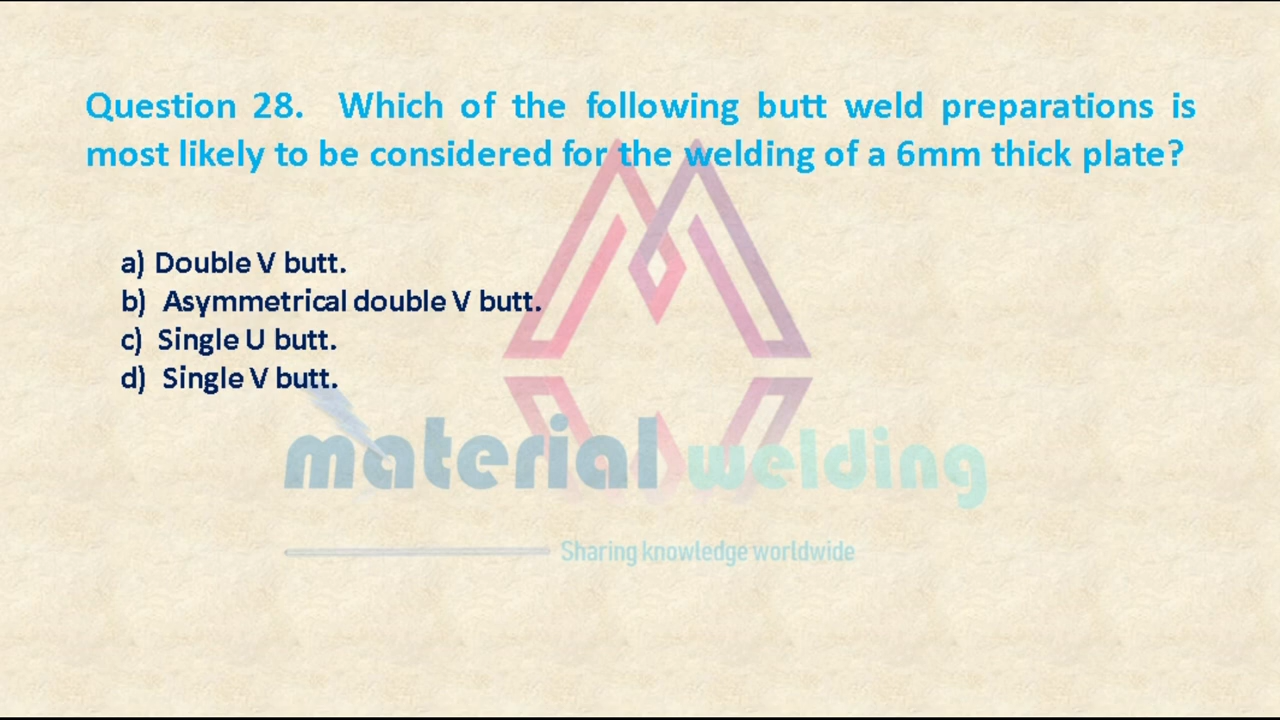 Question 28. Which of the following butt weld preparations is
most likely to be considered for the welding of a 6mm thick plate?
a) Double V butt.
b) Asymmetrical double V butt.
c) Single U butt.
d) Single V butt.
material welding
Sharing knowledge worldwide